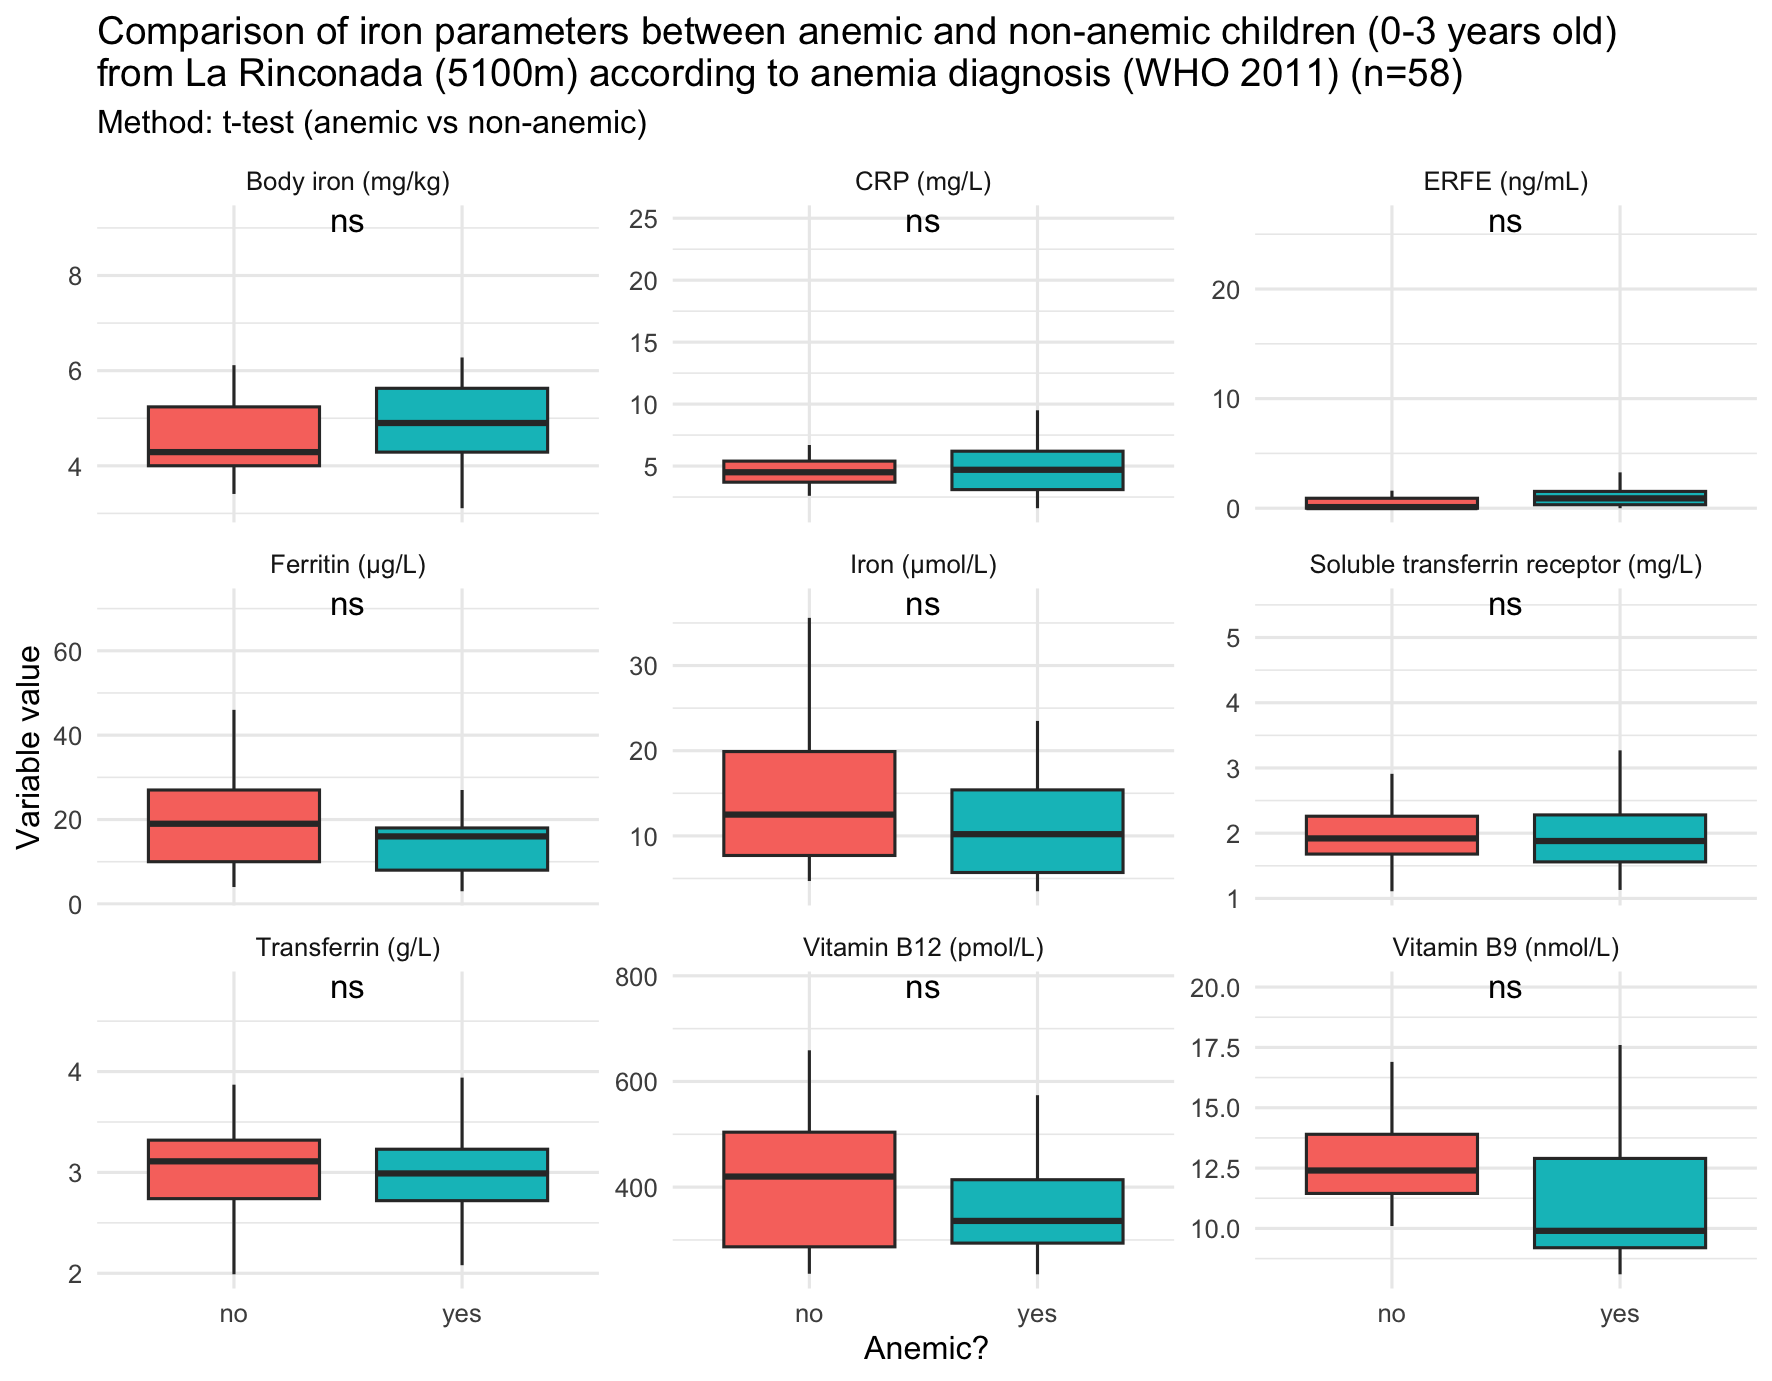 Comparison of iron parameters between anemic and non-anemic children (0-3 years old)
from La Rinconada (5100m) according to anemia diagnosis (WHO 2011) (n=58)
Method: t-test (anemic vs non-anemic)
Variable value
Body iron (mg/kg)
ns
8
6
4
CRP (mg/L)
ns
25
20
15
10
5
ERFE (ng/mL)
ns
20
10
0
Ferritin (µg/L)
ns
60
40
20
0
Iron (µmol/L)
ns
30
20
10
Soluble transferrin receptor (mg/L)
ns
5
4
3
2
1
Transferrin (g/L)
ns
4
3
2
no yes
Vitamin B12 (pmol/L)
ns
800
600
400
no yes
Vitamin B9 (nmol/L)
ns
20.0
17.5
15.0
12.5
10.0
no yes
Anemic?